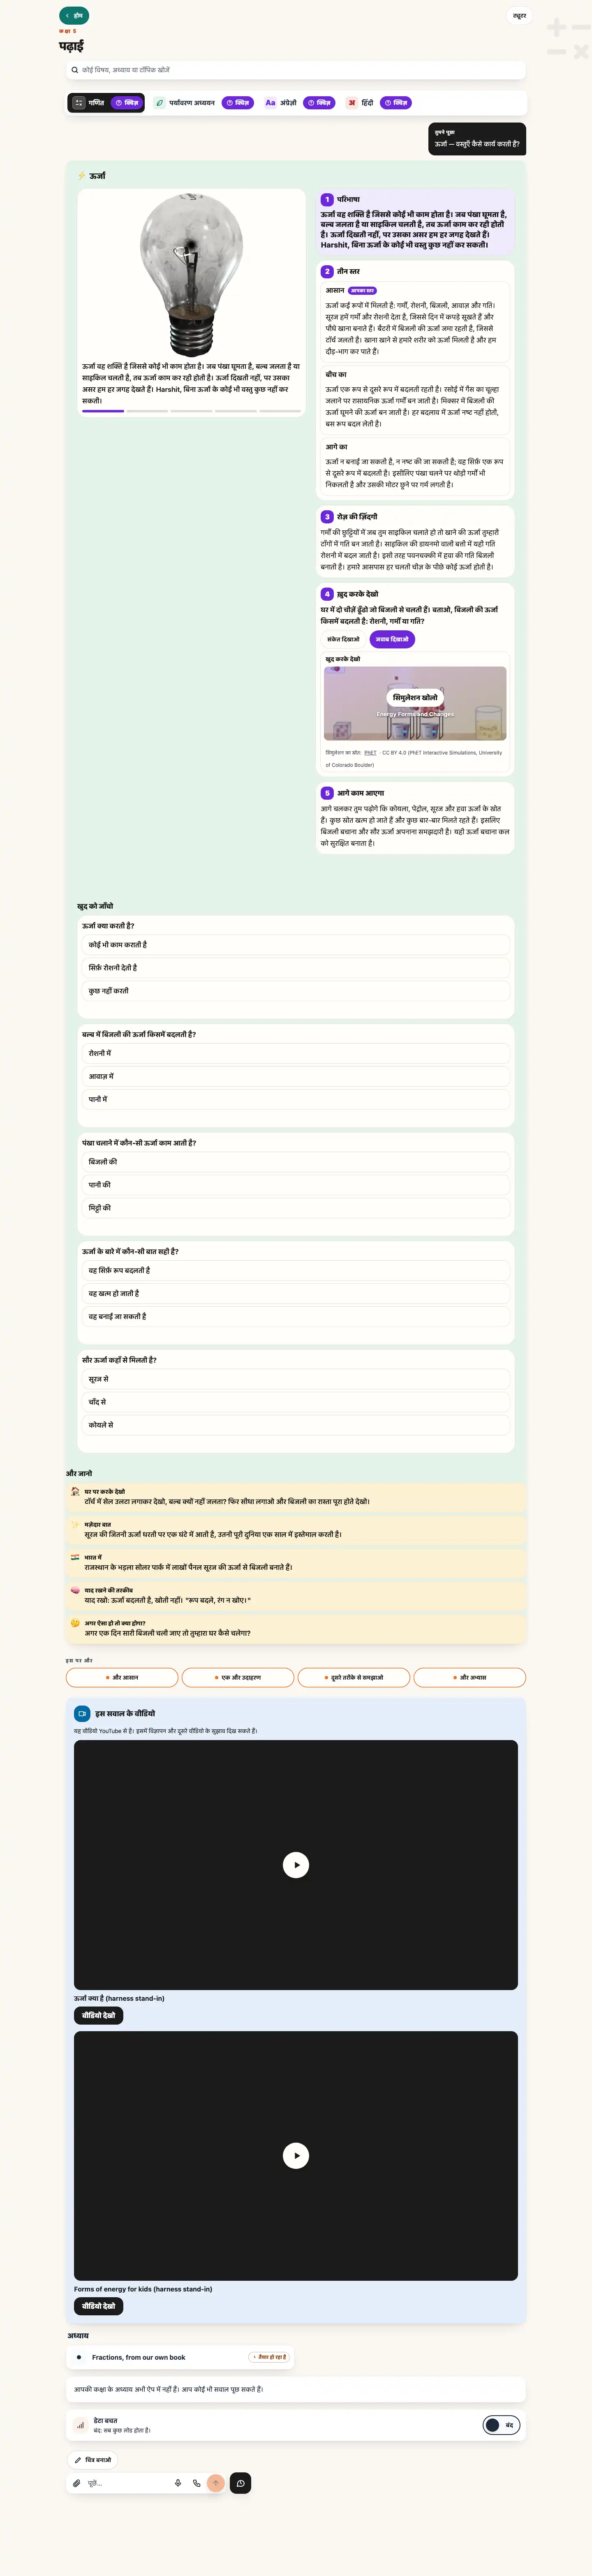 होम
ट्यूटर
कक्षा 5
पढ़ाई
कोई विषय, अध्याय या टॉपिक खोजें
गणित
क्विज़
पर्यावरण अध्ययन
क्विज़
Aa अंग्रेज़ी
क्विज़
अ हिंदी
क्विज़
तुमने पूछा
ऊर्जा — वस्तुएँ कैसे कार्य करती हैं?
ऊर्जा
ऊर्जा वह शक्ति है जिससे कोई भी काम होता है। जब पंखा घूमता है, बल्ब जलता है या
साइकिल चलती है, तब ऊर्जा काम कर रही होती है। ऊर्जा दिखती नहीं, पर उसका
असर हम हर जगह देखते हैं। Harshit, बिना ऊर्जा के कोई भी वस्तु कुछ नहीं कर
सकती।
1 परिभाषा
ऊर्जा वह शक्ति है जिससे कोई भी काम होता है। जब पंखा घूमता है,
बल्ब जलता है या साइकिल चलती है, तब ऊर्जा काम कर रही होती
है। ऊर्जा दिखती नहीं, पर उसका असर हम हर जगह देखते हैं।
Harshit, बिना ऊर्जा के कोई भी वस्तु कुछ नहीं कर सकती।
2 तीन स्तर
आसान आपका स्तर
ऊर्जा कई रूपों में मिलती है: गर्मी, रोशनी, बिजली, आवाज़ और गति।
सूरज हमें गर्मी और रोशनी देता है, जिससे दिन में कपड़े सूखते हैं और
पौधे खाना बनाते हैं। बैटरी में बिजली की ऊर्जा जमा रहती है, जिससे
टॉर्च जलती है। खाना खाने से हमारे शरीर को ऊर्जा मिलती है और हम
दौड़-भाग कर पाते हैं।
बीच का
ऊर्जा एक रूप से दूसरे रूप में बदलती रहती है। रसोई में गैस का चूल्हा
जलाने पर रासायनिक ऊर्जा गर्मी बन जाती है। मिक्सर में बिजली की
ऊर्जा घूमने की ऊर्जा बन जाती है। हर बदलाव में ऊर्जा नष्ट नहीं होती,
बस रूप बदल लेती है।
आगे का
ऊर्जा न बनाई जा सकती है, न नष्ट की जा सकती है; वह सिर्फ़ एक रूप
से दूसरे रूप में बदलती है। इसीलिए पंखा चलने पर थोड़ी गर्मी भी
निकलती है और उसकी मोटर छूने पर गर्म लगती है।
3 रोज़ की ज़िंदगी
गर्मी की छुट्टियों में जब तुम साइकिल चलाते हो तो खाने की ऊर्जा तुम्हारी
टाँगों में गति बन जाती है। साइकिल की डायनमो वाली बत्ती में यही गति
रोशनी में बदल जाती है। इसी तरह पवनचक्की में हवा की गति बिजली
बनाती है। हमारे आसपास हर चलती चीज़ के पीछे कोई ऊर्जा होती है।
4 ख़ुद करके देखो
घर में दो चीज़ें ढूँढो जो बिजली से चलती हैं। बताओ, बिजली की ऊर्जा
किसमें बदलती है: रोशनी, गर्मी या गति?
संकेत दिखाओ
जवाब दिखाओ
खुद करके देखो
सिमुलेशन खोलो
Energy Forms and Changes
सिमुलेशन का स्रोत: PhET · CC BY 4.0 (PhET Interactive Simulations, University
of Colorado Boulder)
5 आगे काम आएगा
आगे चलकर तुम पढ़ोगे कि कोयला, पेट्रोल, सूरज और हवा ऊर्जा के स्रोत
हैं। कुछ स्रोत खत्म हो जाते हैं और कुछ बार-बार मिलते रहते हैं। इसलिए
बिजली बचाना और सौर ऊर्जा अपनाना समझदारी है। यही ऊर्जा बचाना कल
को सुरक्षित बनाता है।
खुद को जाँचो
ऊर्जा क्या करती है?
कोई भी काम कराती है
सिर्फ़ रोशनी देती है
कुछ नहीं करती
बल्ब में बिजली की ऊर्जा किसमें बदलती है?
रोशनी में
आवाज़ में
पानी में
पंखा चलाने में कौन-सी ऊर्जा काम आती है?
बिजली की
पानी की
मिट्टी की
ऊर्जा के बारे में कौन-सी बात सही है?
वह सिर्फ़ रूप बदलती है
वह खत्म हो जाती है
वह बनाई जा सकती है
सौर ऊर्जा कहाँ से मिलती है?
सूरज से
चाँद से
कोयले से
और जानो
घर पर करके देखो
टॉर्च में सेल उलटा लगाकर देखो, बल्ब क्यों नहीं जलता? फिर सीधा लगाओ और बिजली का रास्ता पूरा होते देखो।
मज़ेदार बात
सूरज की जितनी ऊर्जा धरती पर एक घंटे में आती है, उतनी पूरी दुनिया एक साल में इस्तेमाल करती है।
भारत में
राजस्थान के भड़ला सोलर पार्क में लाखों पैनल सूरज की ऊर्जा से बिजली बनाते हैं।
याद रखने की तरकीब
याद रखो: ऊर्जा बदलती है, खोती नहीं। "रूप बदले, रंग न खोए।"
अगर ऐसा हो तो क्या होगा?
अगर एक दिन सारी बिजली चली जाए तो तुम्हारा घर कैसे चलेगा?
इस पर और
और आसान
एक और उदाहरण
दूसरे तरीके से समझाओ
और अभ्यास
इस सवाल के वीडियो
यह वीडियो YouTube से है। इसमें विज्ञापन और दूसरे वीडियो के सुझाव दिख सकते हैं।
ऊर्जा क्या है (harness stand-in)
वीडियो देखो
Forms of energy for kids (harness stand-in)
वीडियो देखो
अध्याय
Fractions, from our own book
तैयार हो रहा है
आपकी कक्षा के अध्याय अभी ऐप में नहीं हैं। आप कोई भी सवाल पूछ सकते हैं।
डेटा बचत
बंद: सब कुछ लोड होता है।
बंद
चित्र बनाओ
पूछें...